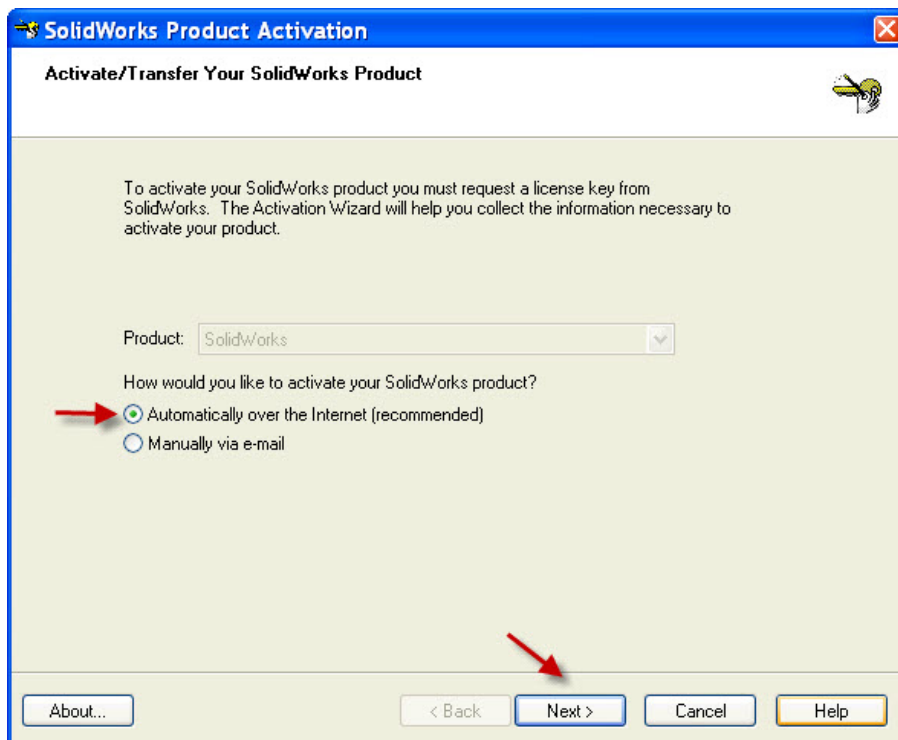 SolidWorks Product Activation
Activate/Transfer Your SolidWorks Product
To activate your SolidWorks product you must request a license key from
SolidWorks. The Activation Wizard will help you collect the information necessary to
activate your product.
Product: SolidWorks
How would you like to activate your SolidWorks product?
Automatically over the Internet (recommended)
Manually via e-mail
About... < Back Next > Cancel Help